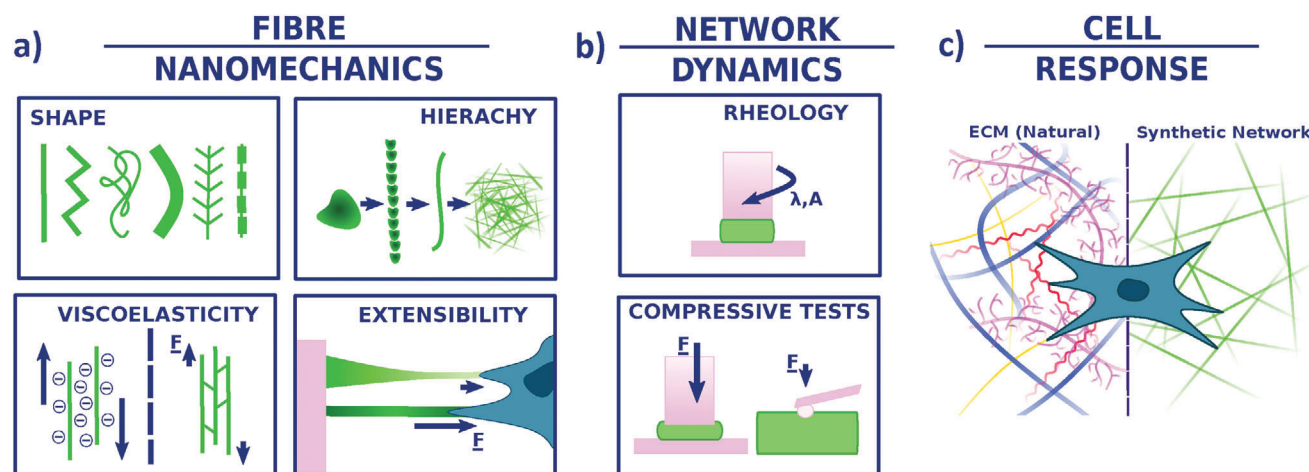 a)
FIBRE
NANOMECHANICS
SHAPE
HIERACHY
VISCOELASTICITY
F
⊖ ⊖
⊖ ⊖ ⊖
⊖ ⊖
⊖ ⊖ ⊖
⊖ ⊖
EXTENSIBILITY
F
b)
NETWORK
DYNAMICS
RHEOLOGY
λ,A
COMPRESSIVE TESTS
F
F
c)
CELL
RESPONSE
ECM (Natural)
Synthetic Network